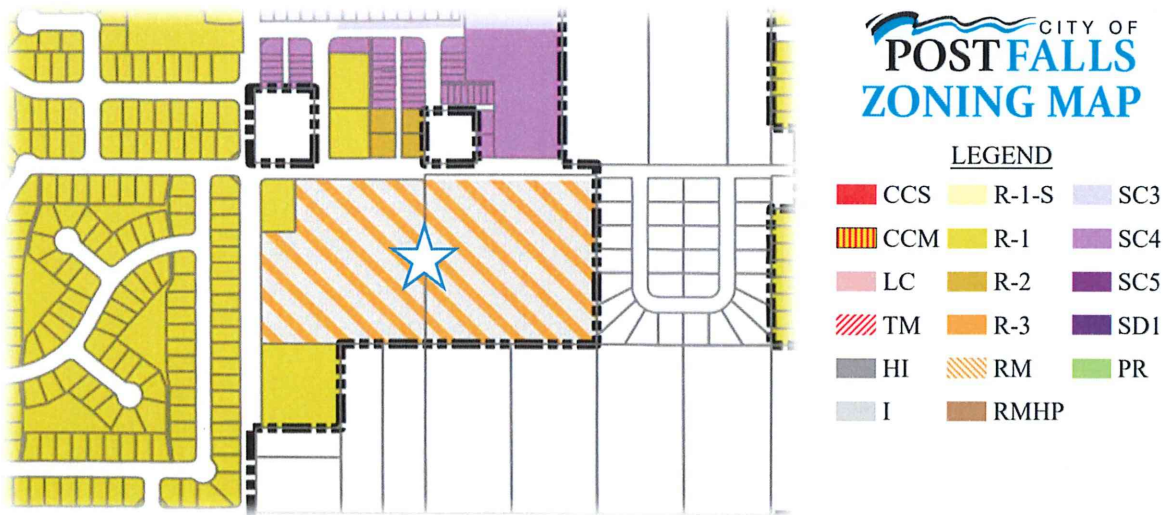 CITY OF
POST FALLS
ZONING MAP
LEGEND
CCS
R-1-S
SC3
CCM
R-1
SC4
LC
R-2
SC5
TM
R-3
SD1
HI
RM
PR
I
RMHP